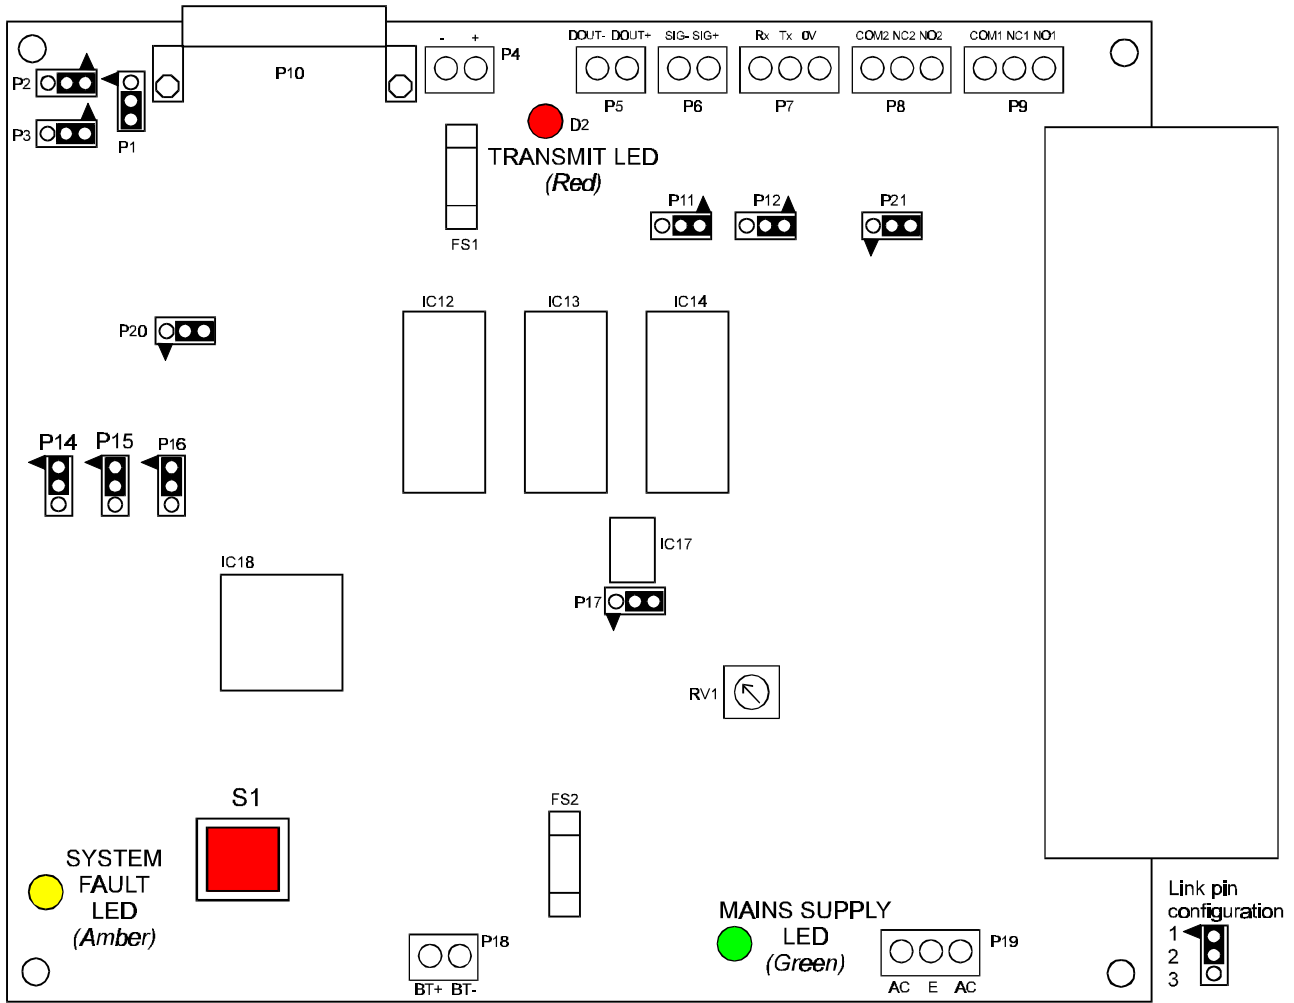 - +
P4
DOUT- DOUT+
SIG- SIG+
Rx Tx 0V
COM2 NC2 NO2
COM1 NC1 NO1
P2
P10
P5
P6
P7
P8
P9
P3
P1
D2
TRANSMIT LED
(Red)
P11
P12
P21
FS1
IC12
IC13
IC14
P20
P14
P15
P16
IC17
IC18
P17
RV1
S1
FS2
SYSTEM
FAULT
LED
(Amber)
MAINS SUPPLY
LED
(Green)
P18
BT+ BT-
P19
AC E AC
Link pin
configuration
1
2
3